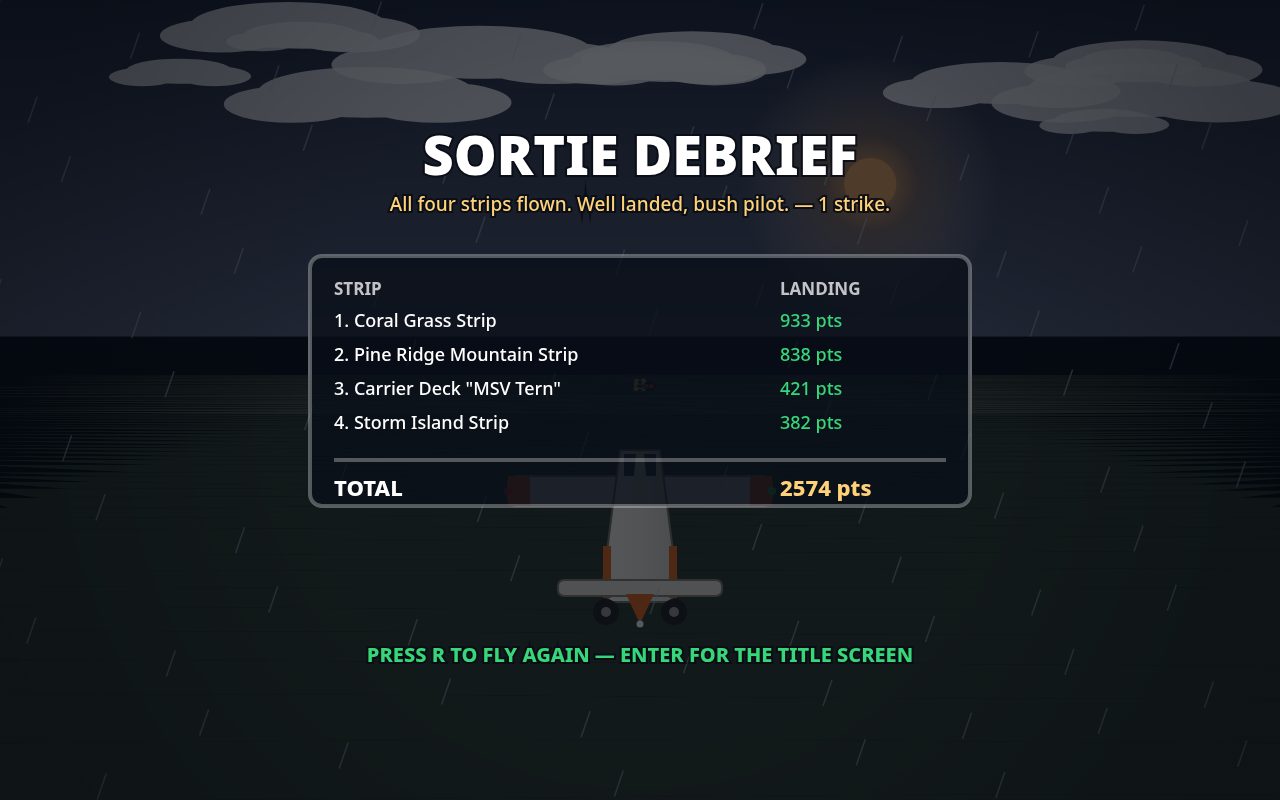 SORTIE DEBRIEF
All four strips flown. Well landed, bush pilot. — 1 strike.
STRIP LANDING
1. Coral Grass Strip 933 pts
2. Pine Ridge Mountain Strip 838 pts
3. Carrier Deck "MSV Tern" 421 pts
4. Storm Island Strip 382 pts
TOTAL 2574 pts
PRESS R TO FLY AGAIN — ENTER FOR THE TITLE SCREEN